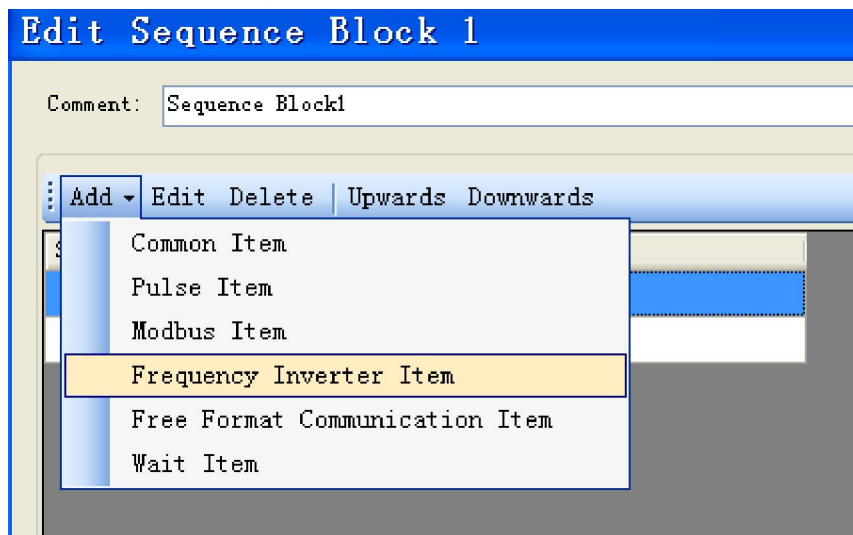 Edit Sequence Block 1
Comment: Sequence Block1
Add Edit Delete Upwards Downwards
Common Item
Pulse Item
Modbus Item
Frequency Inverter Item
Free Format Communication Item
Wait Item